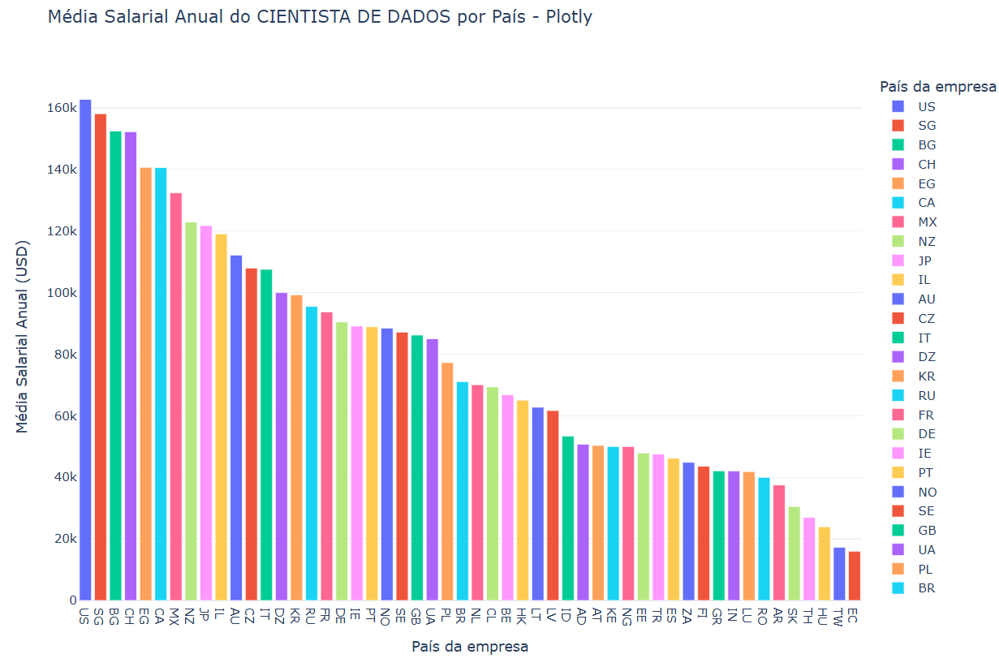 Média Salarial Anual do CIENTISTA DE DADOS por País - Plotly
País da empresa
US
SG
BG
CH
EG
CA
MX
NZ
JP
IL
AU
CZ
IT
DZ
KR
RU
FR
DE
IE
PT
NO
SE
GB
UA
PL
BR
Média Salarial Anual (USD)
160k
140k
120k
100k
80k
60k
40k
20k
0
US SG BG CH EG CA MX NZ JP IL AU CZ IT DZ KR RU FR DE IE PT NO SE GB UA PL BR NL CL BE HK LT LV ID AD AT KE NG EE TR ES ZA FI GR IN LU RO AR SK TH HU TW EC
País da empresa